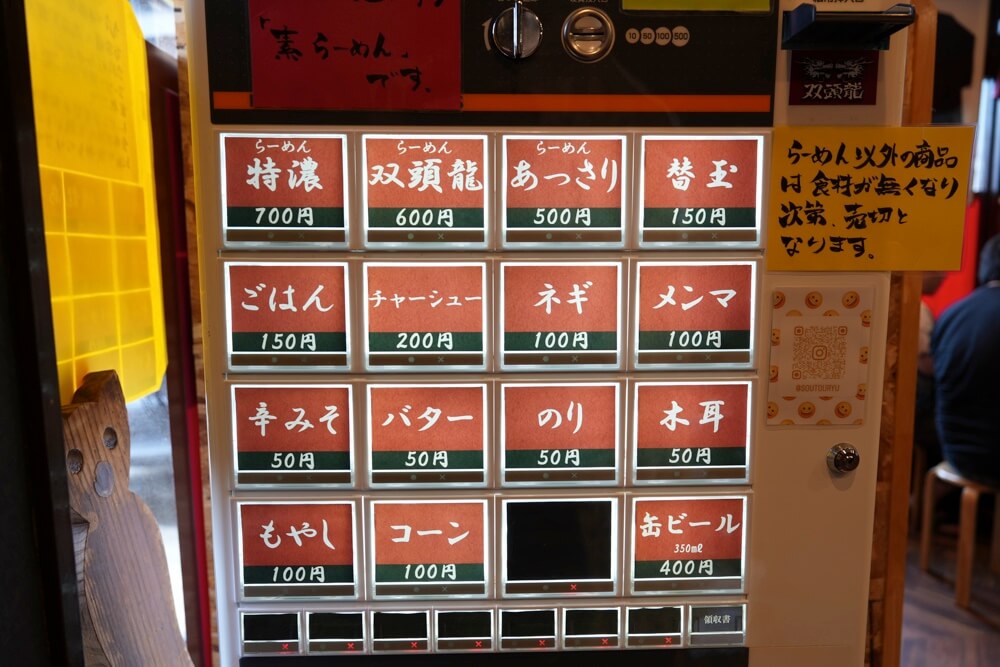 「素らーめん」
です。
10 50 100 500
双頭龍
らーめん
特濃
700円
らーめん
双頭龍
600円
らーめん
あっさり
500円
替玉
150円
らーめん以外の商品
は食材が無くなり
次第、売切と
なります。
ごはん
150円
チャーシュー
200円
ネギ
100円
メンマ
100円
@SOUTOURYU
辛みそ
50円
バター
50円
のり
50円
木耳
50円
もやし
100円
コーン
100円
缶ビール
350ml
400円
領収書